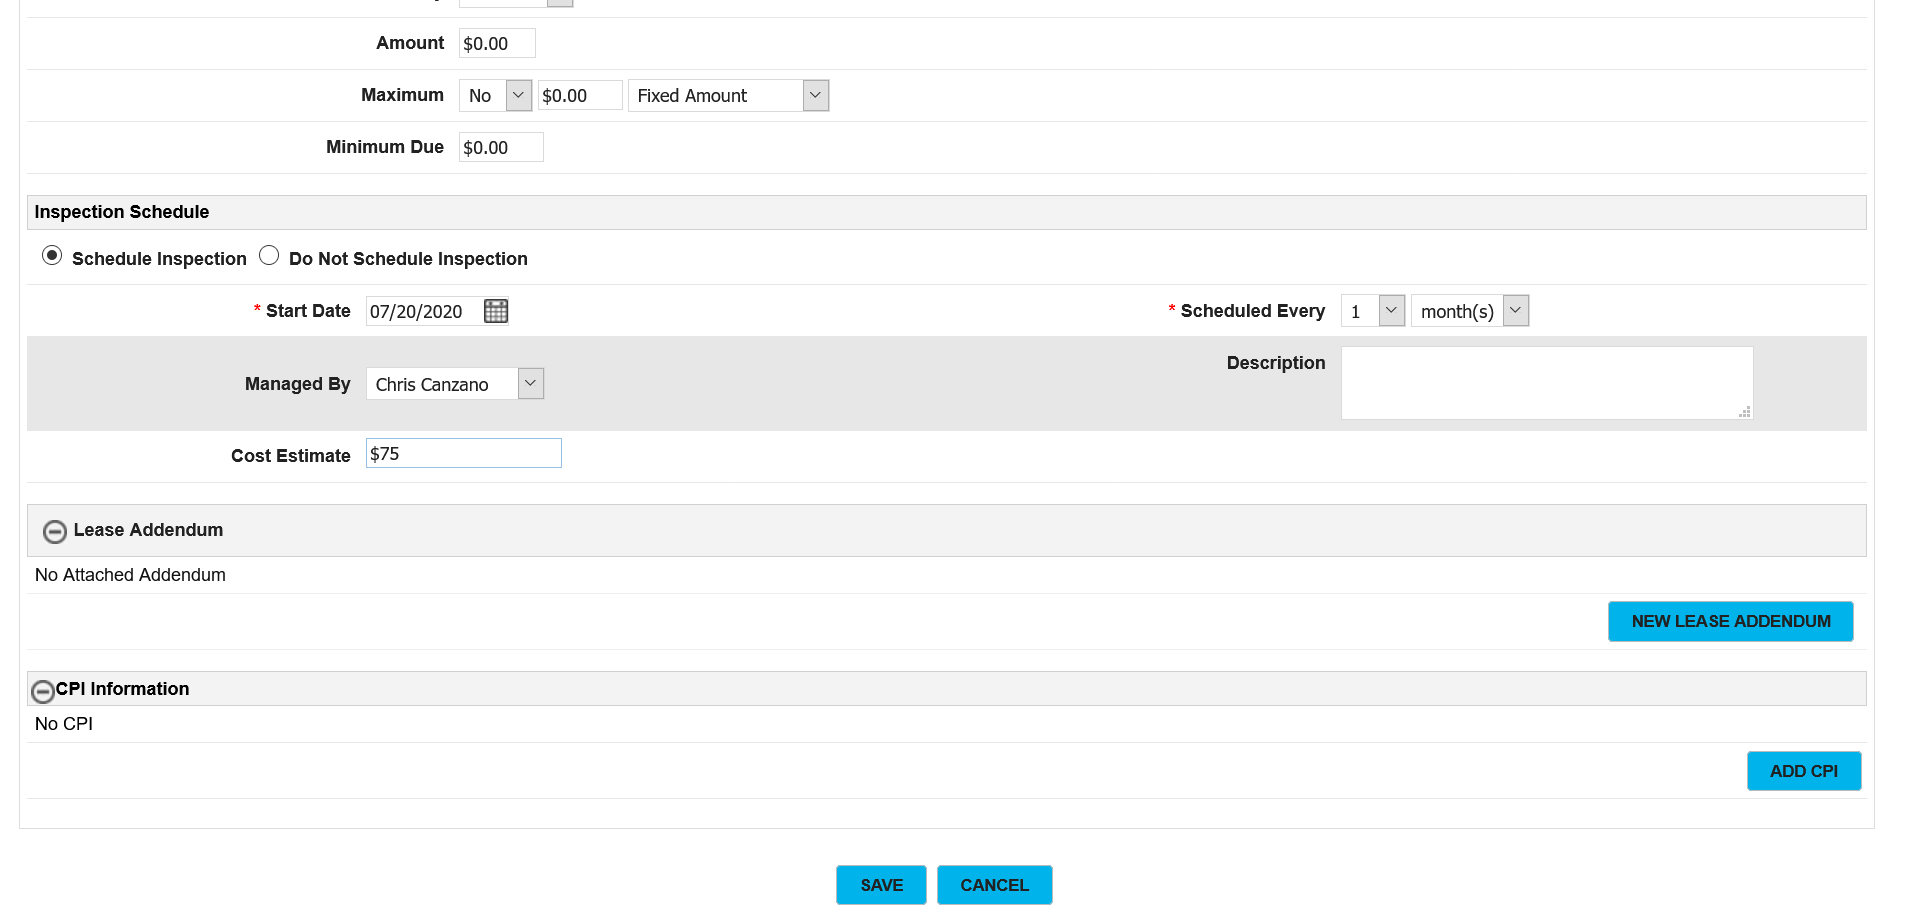 Amount $0.00
Maximum No $0.00 Fixed Amount
Minimum Due $0.00
Inspection Schedule
Schedule Inspection Do Not Schedule Inspection
* Start Date 07/20/2020 * Scheduled Every 1 month(s)
Managed By Chris Canzano Description
Cost Estimate $75
Lease Addendum
No Attached Addendum
NEW LEASE ADDENDUM
CPI Information
No CPI
ADD CPI
SAVE CANCEL